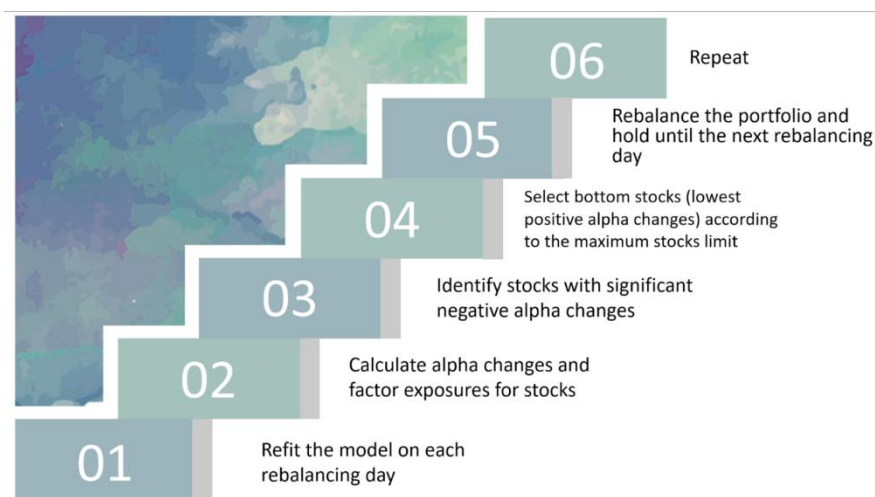 06
Repeat
05
Rebalance the portfolio and
hold until the next rebalancing
day
04
Select bottom stocks (lowest
positive alpha changes) according
to the maximum stocks limit
03
Identify stocks with significant
negative alpha changes
02
Calculate alpha changes and
factor exposures for stocks
01
Refit the model on each
rebalancing day